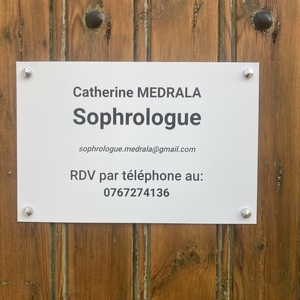 Catherine MEDRALA
Sophrologue
sophrologue.medrala@gmail.com
RDV par téléphone au:
0767274136